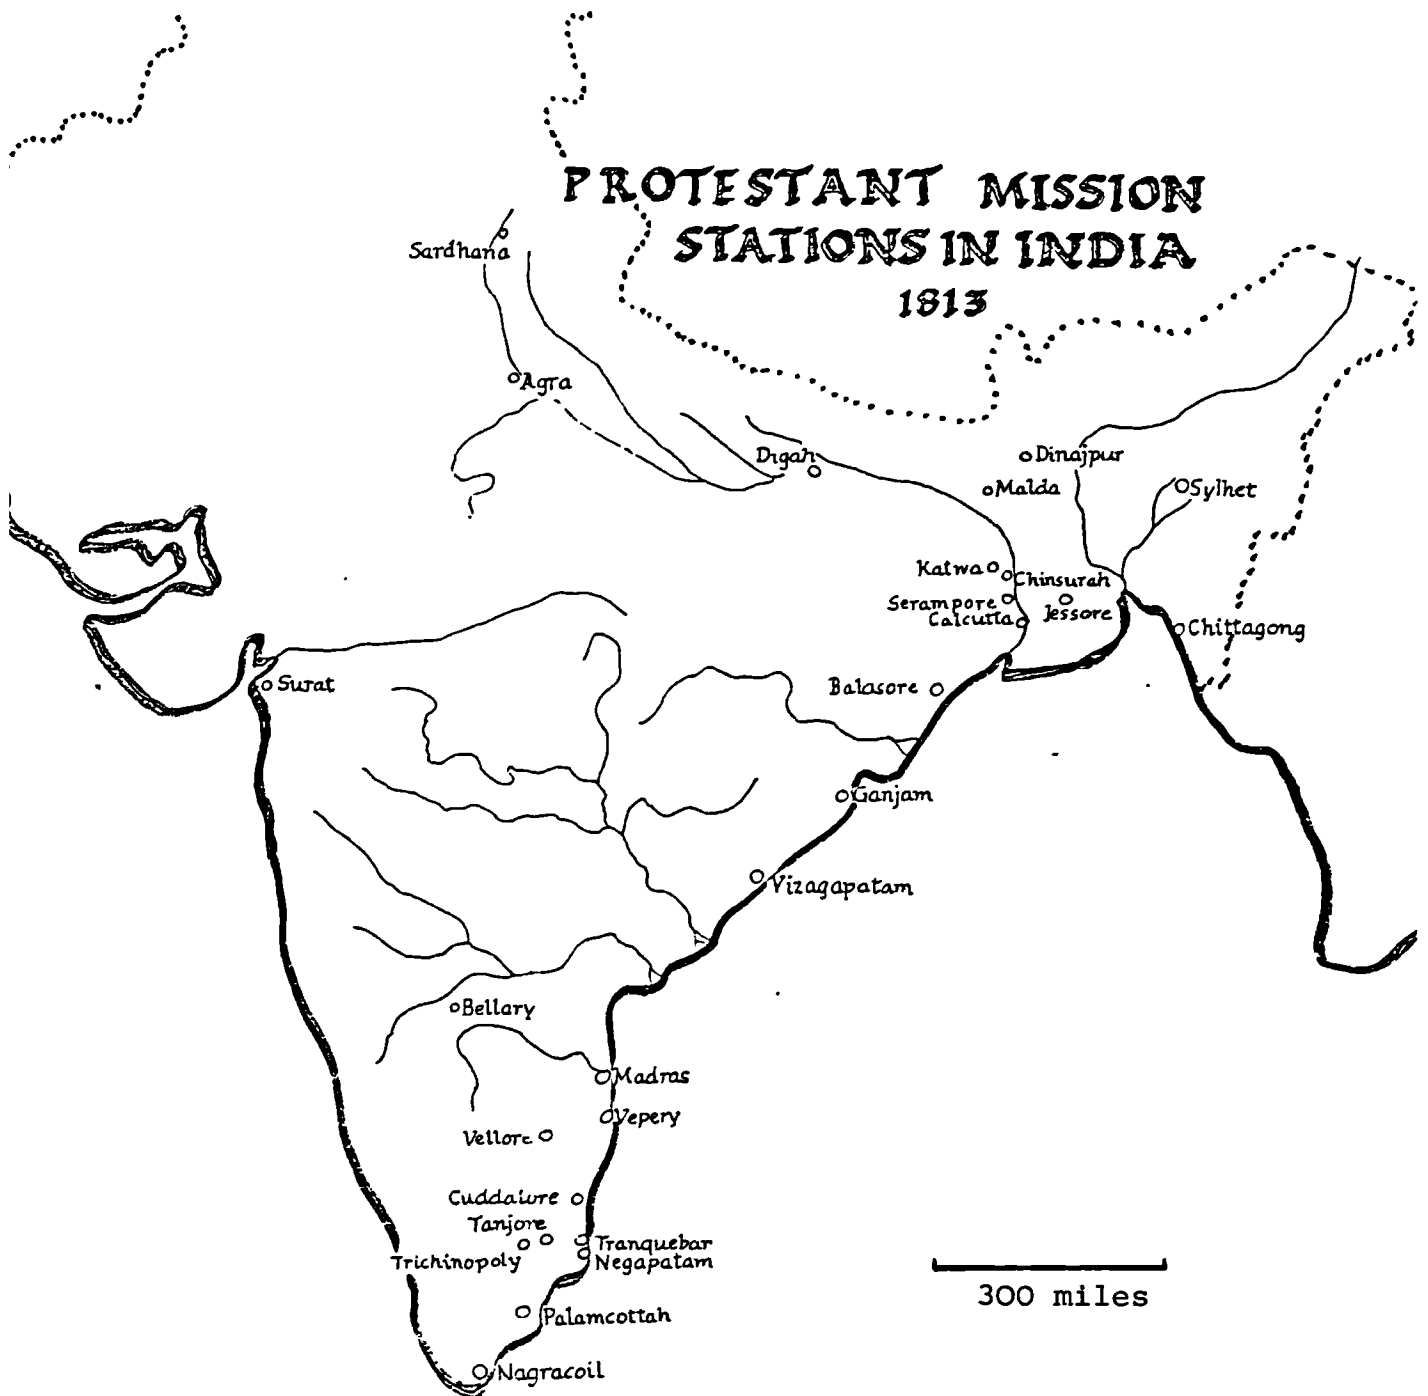 PROTESTANT MISSION
STATIONS IN INDIA
1813
Sardhana
Agra
Digah
Dinajpur
Malda
Sylhet
Katwa
Chinsurah
Serampore
Jessore
Calcutta
Chittagong
Surat
Balasore
Ganjam
Vizagapatam
Bellary
Madras
Vepery
Vellore
Cuddalore
Tanjore
Tranquebar
Trichinopoly
Negapatam
300 miles
Palamcottah
Nagracoil